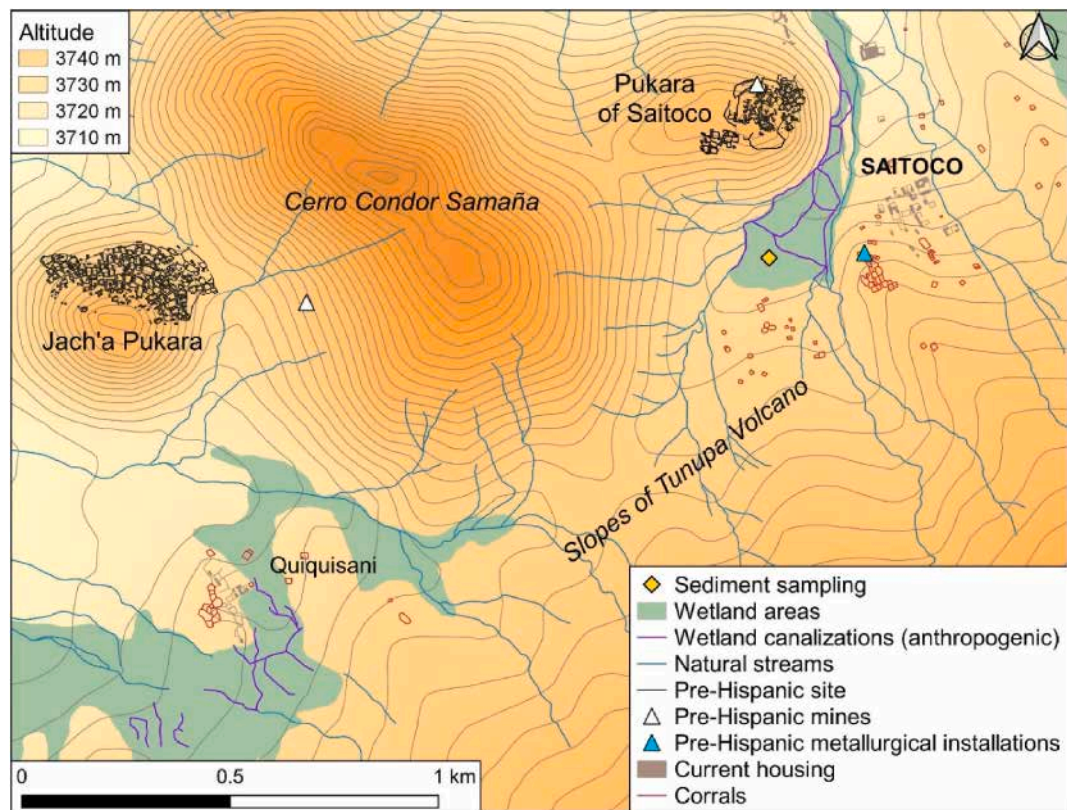 Altitude
3740 m
3730 m
3720 m
3710 m
Pukara
of Saitoco
SAITOCO
Cerro Condor Samaña
Jach'a Pukara
Slopes of Tunupa Volcano
Quiquisani
Sediment sampling
Wetland areas
Wetland canalizations (anthropogenic)
Natural streams
Pre-Hispanic site
Pre-Hispanic mines
Pre-Hispanic metallurgical installations
Current housing
Corrals
0 0.5 1 km